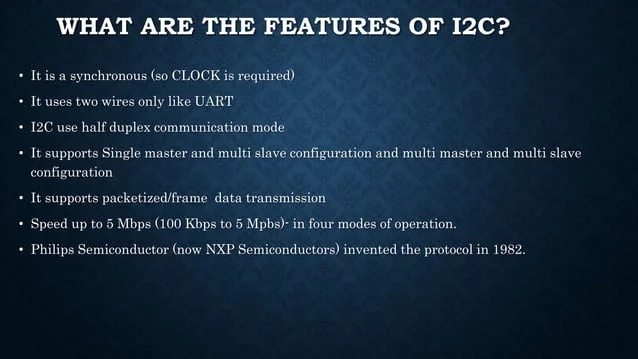 WHAT ARE THE FEATURES OF I2C?
• It is a synchronous (so CLOCK is required)
• It uses two wires only like UART
• I2C use half duplex communication mode
• It supports Single master and multi slave configuration and multi master and multi slave
configuration
• It supports packetized/frame data transmission
• Speed up to 5 Mbps (100 Kbps to 5 Mpbs)- in four modes of operation.
• Philips Semiconductor (now NXP Semiconductors) invented the protocol in 1982.